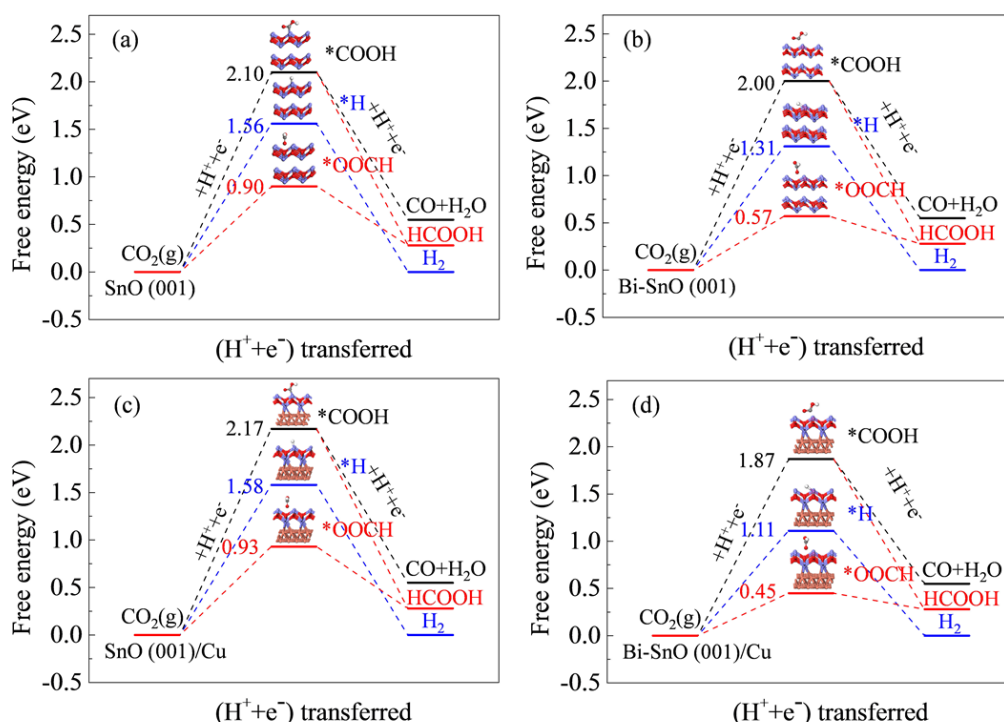 (a)
Free energy (eV)
2.5
2.0
1.5
1.0
0.5
0.0
-0.5
*COOH
2.10
*H
1.56
*OOCH
0.90
+H⁺+e⁻
+H⁺+e⁻
CO+H₂O
HCOOH
H₂
CO₂(g)
SnO (001)
(H⁺+e⁻) transferred
(b)
Free energy (eV)
2.5
2.0
1.5
1.0
0.5
0.0
-0.5
*COOH
2.00
*H
1.31
*OOCH
0.57
+H⁺+e⁻
+H⁺+e⁻
CO+H₂O
HCOOH
H₂
CO₂(g)
Bi-SnO (001)
(H⁺+e⁻) transferred
(c)
Free energy (eV)
2.5
2.0
1.5
1.0
0.5
0.0
-0.5
*COOH
2.17
*H
1.58
*OOCH
0.93
+H⁺+e⁻
+H⁺+e⁻
CO+H₂O
HCOOH
H₂
CO₂(g)
SnO (001)/Cu
(H⁺+e⁻) transferred
(d)
Free energy (eV)
2.5
2.0
1.5
1.0
0.5
0.0
-0.5
*COOH
1.87
*H
1.11
*OOCH
0.45
+H⁺+e⁻
+H⁺+e⁻
CO+H₂O
HCOOH
H₂
CO₂(g)
Bi-SnO (001)/Cu
(H⁺+e⁻) transferred